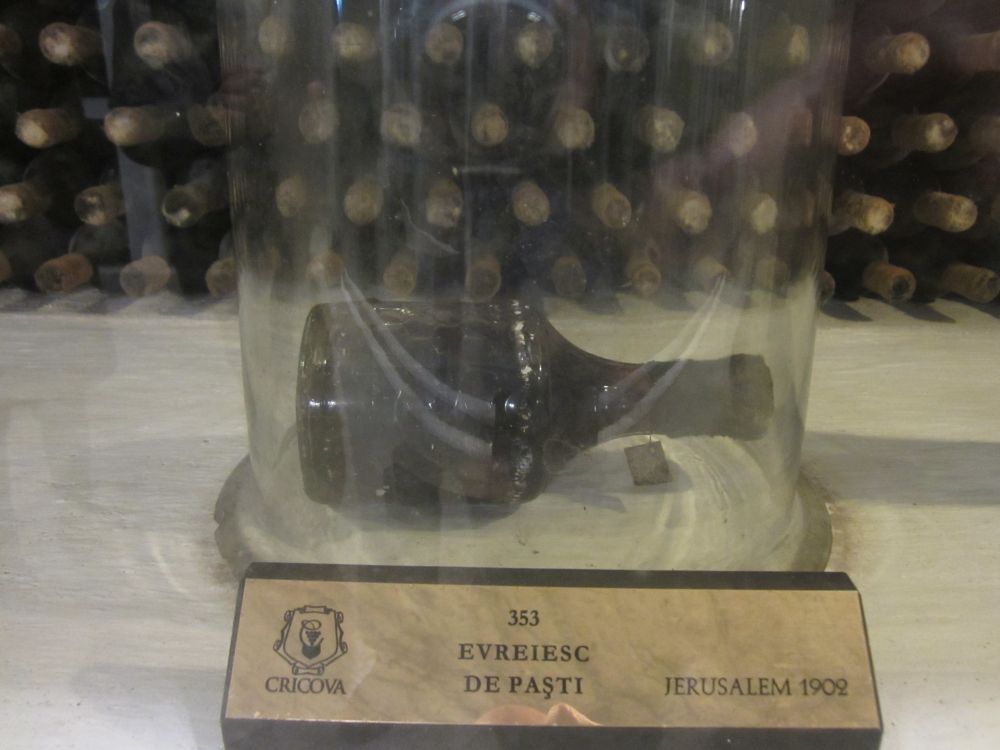 353
EVREIESC
DE PAŞTI
CRICOVA
JERUSALEM 1902